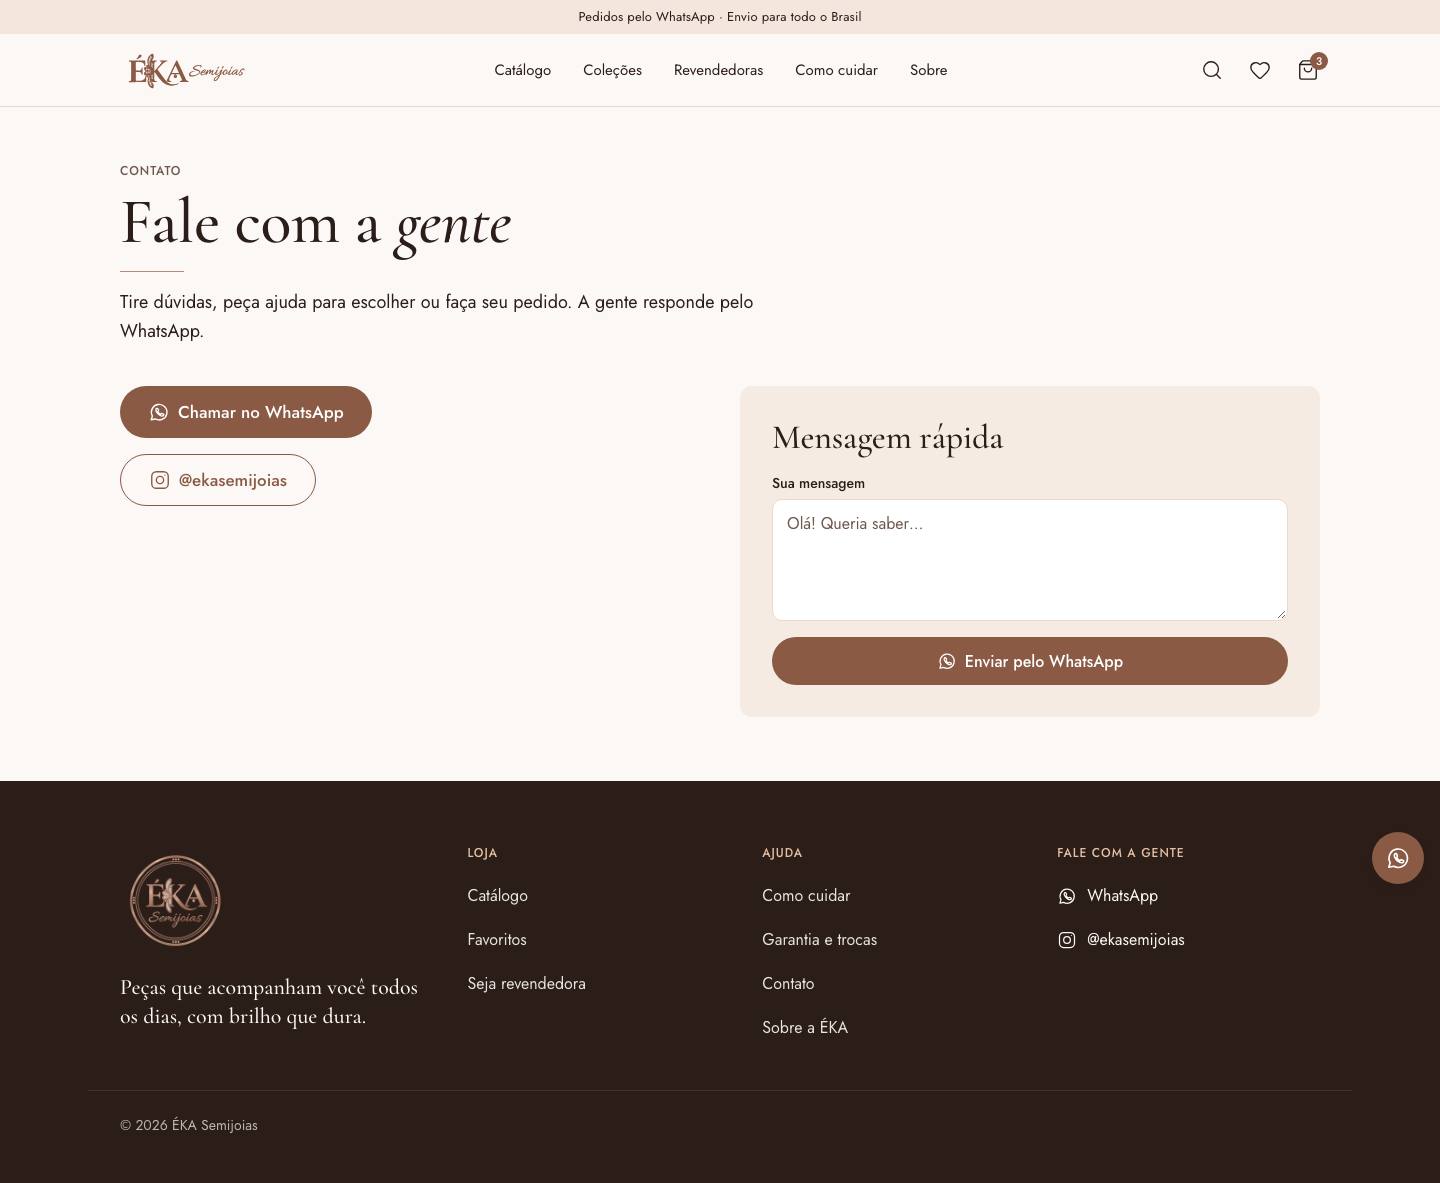 Pedidos pelo WhatsApp · Envio para todo o Brasil
ÉKA Semijoias
Catálogo
Coleções
Revendedoras
Como cuidar
Sobre
3
CONTATO
Fale com a gente
Tire dúvidas, peça ajuda para escolher ou faça seu pedido. A gente responde pelo
WhatsApp.
Chamar no WhatsApp
@ekasemijoias
Mensagem rápida
Sua mensagem
Olá! Queria saber...
Enviar pelo WhatsApp
ÉKA
Semijoias
Peças que acompanham você todos
os dias, com brilho que dura.
LOJA
Catálogo
Favoritos
Seja revendedora
AJUDA
Como cuidar
Garantia e trocas
Contato
Sobre a ÉKA
FALE COM A GENTE
WhatsApp
@ekasemijoias
© 2026 ÉKA Semijoias